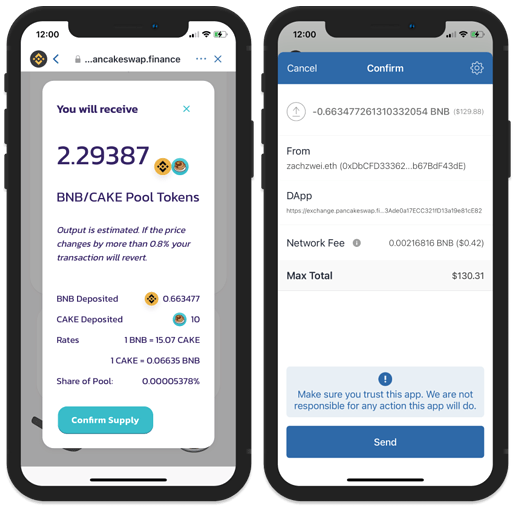 12:00
...ancakeswap.finance
You will receive
2.29387
BNB/CAKE Pool Tokens
Output is estimated. If the
price changes by more than 0.8% your
transaction will revert.
BNB Deposited 0.663477
CAKE Deposited 10
Rates 1 BNB = 15.07 CAKE
1 CAKE = 0.06635 BNB
Share of Pool: 0.00005378%
Confirm Supply
12:00
Cancel Confirm
-0.663477261310332054 BNB ($129.88)
From
zachzwei.eth (0xDbCFD33362...b67BdF43dE)
DApp
https://exchange.pancakeswap.fi...3Ade0a17ECC321fD13a19e81cE82
Network Fee 0.00216816 BNB ($0.42)
Max Total $130.31
Make sure you trust this app. We are not
responsible for any action this app will do.
Send